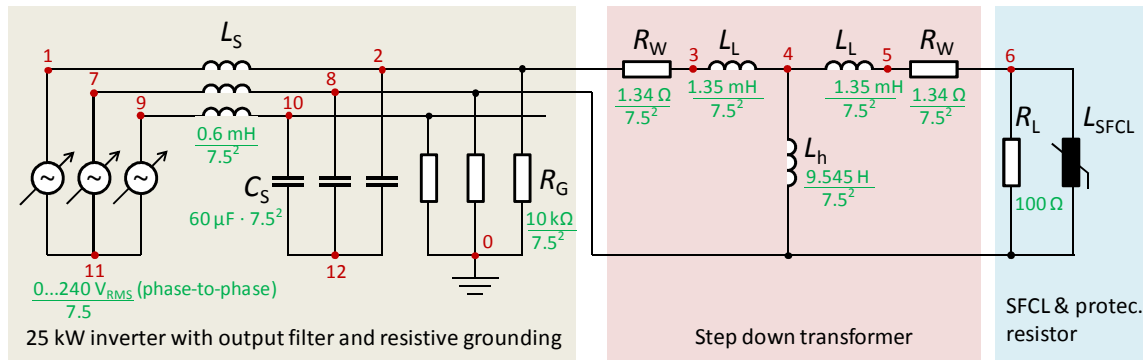 L_S
1
2
7
8
9
10
0.6 mH
7.5²
~
~
~
C_S
60 µF · 7.5²
R_G
10 kΩ
7.5²
0
11
12
0...240 V_RMS (phase-to-phase)
7.5
25 kW inverter with output filter and resistive grounding
R_W
3
L_L
4
L_L
5
R_W
1.34 Ω
7.5²
1.35 mH
7.5²
1.35 mH
7.5²
1.34 Ω
7.5²
L_h
9.545 H
7.5²
Step down transformer
6
R_L
L_SFCL
100 Ω
SFCL & protec.
resistor